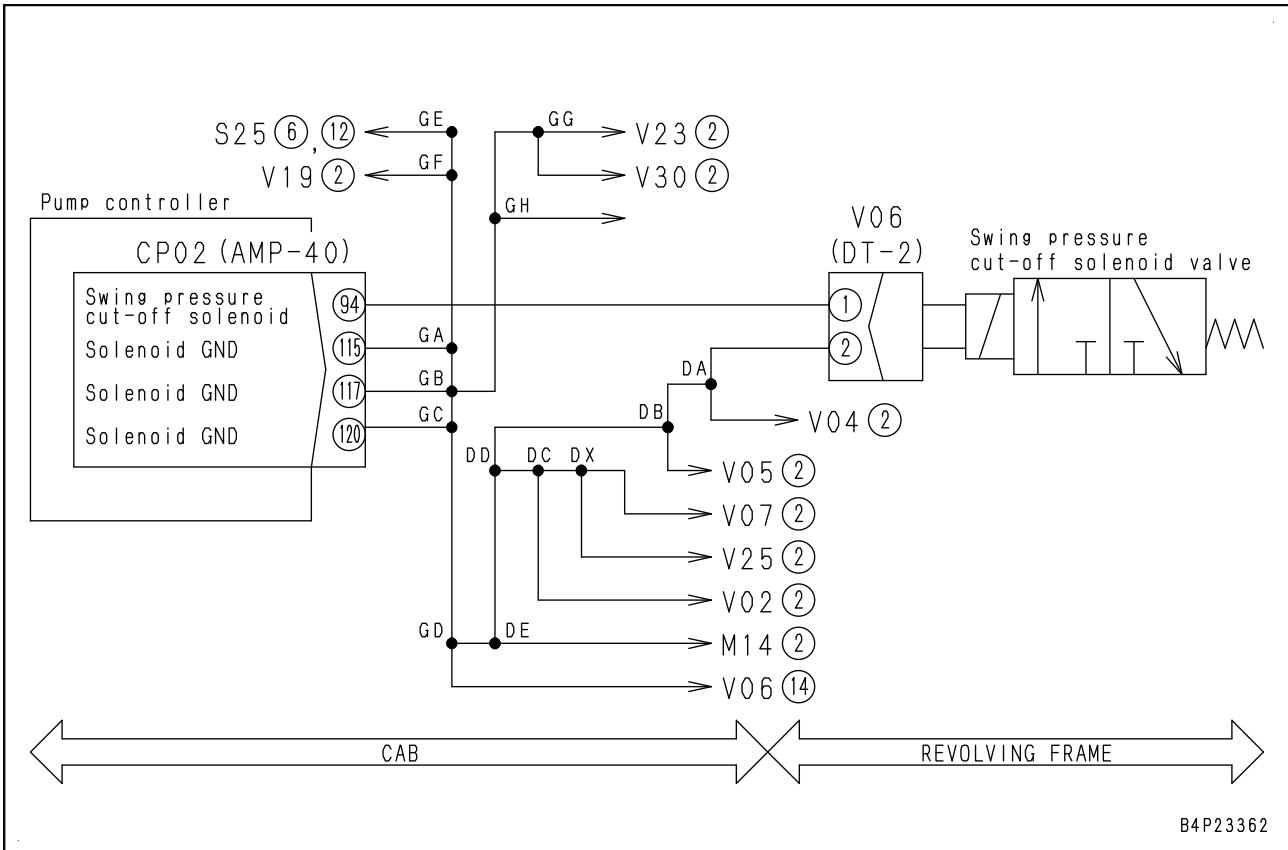 GE
S25 ⑥, ⑫
GF
V19 ②
GG
V23 ②
V30 ②
GH
Pump controller
CP02 (AMP-40)
Swing pressure
cut-off solenoid
94
Solenoid GND
115
GA
Solenoid GND
117
GB
Solenoid GND
120
GC
V06
(DT-2)
1
2
Swing pressure
cut-off solenoid valve
DA
V04 ②
DB
V05 ②
DD DC DX
V07 ②
V25 ②
V02 ②
GD DE
M14 ②
V06 ⑭
CAB
REVOLVING FRAME
B4P23362